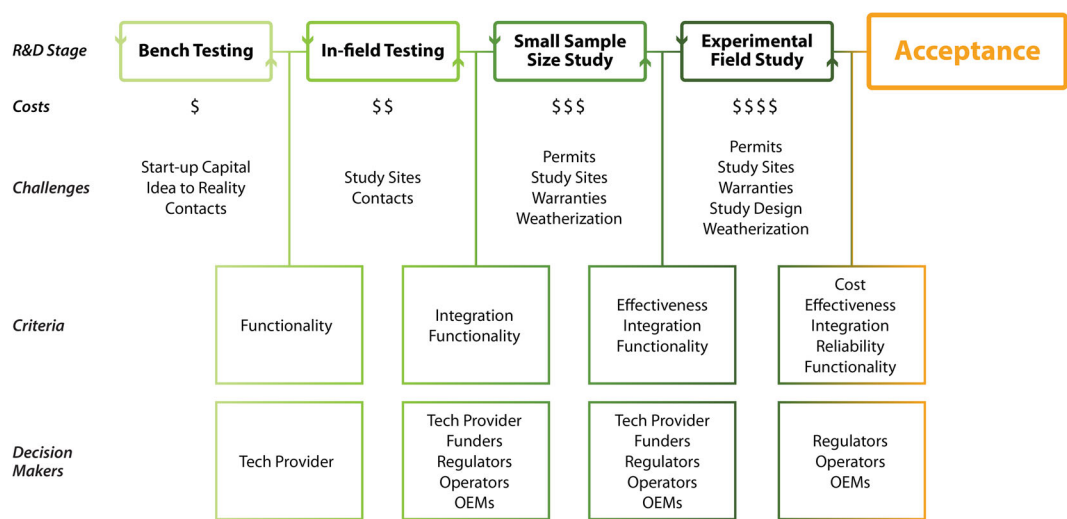 R&D Stage
Bench Testing
In-field Testing
Small Sample
Size Study
Experimental
Field Study
Acceptance
Costs
$
$$
$$$
$$$$
Challenges
Start-up Capital
Idea to Reality
Contacts
Study Sites
Contacts
Permits
Study Sites
Warranties
Weatherization
Permits
Study Sites
Warranties
Study Design
Weatherization
Criteria
Functionality
Integration
Functionality
Effectiveness
Integration
Functionality
Cost
Effectiveness
Integration
Reliability
Functionality
Decision
Makers
Tech Provider
Tech Provider
Funders
Regulators
Operators
OEMs
Tech Provider
Funders
Regulators
Operators
OEMs
Regulators
Operators
OEMs